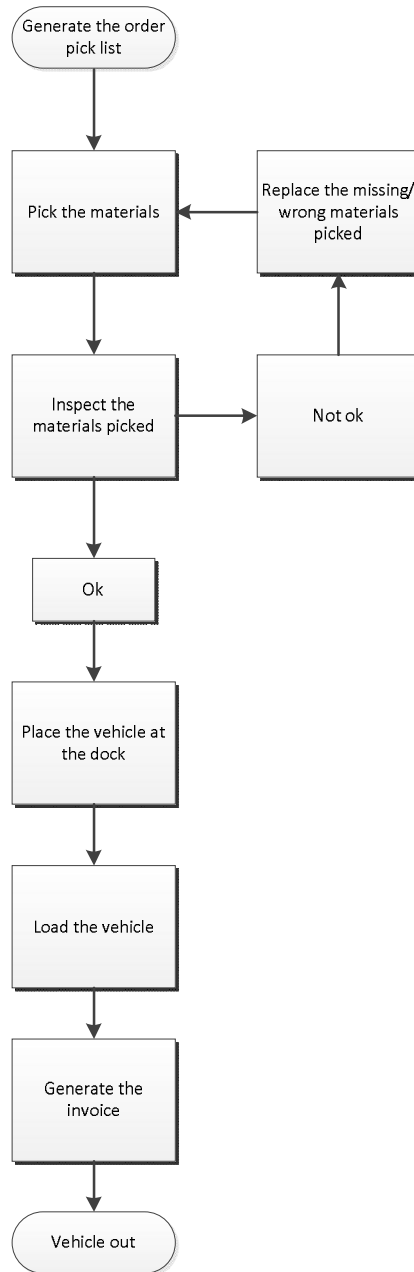 Generate the order
pick list
Pick the materials
Replace the missing/
wrong materials
picked
Inspect the
materials picked
Not ok
Ok
Place the vehicle at
the dock
Load the vehicle
Generate the
invoice
Vehicle out